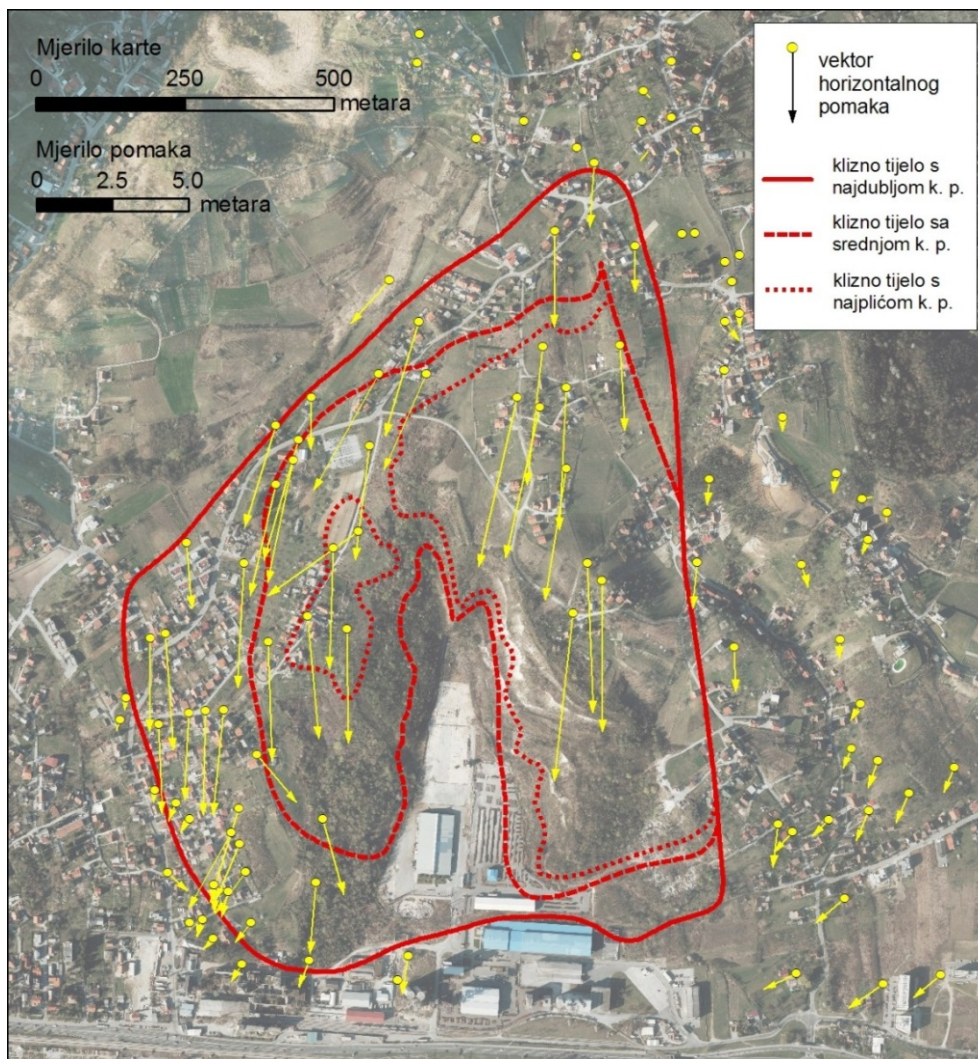 Mjerilo karte
0 250 500
metara
Mjerilo pomaka
0 2.5 5.0
metara
vektor
horizontalnog
pomaka
klizno tijelo s
najdubljom k. p.
klizno tijelo sa
srednjom k. p.
klizno tijelo s
najplićom k. p.